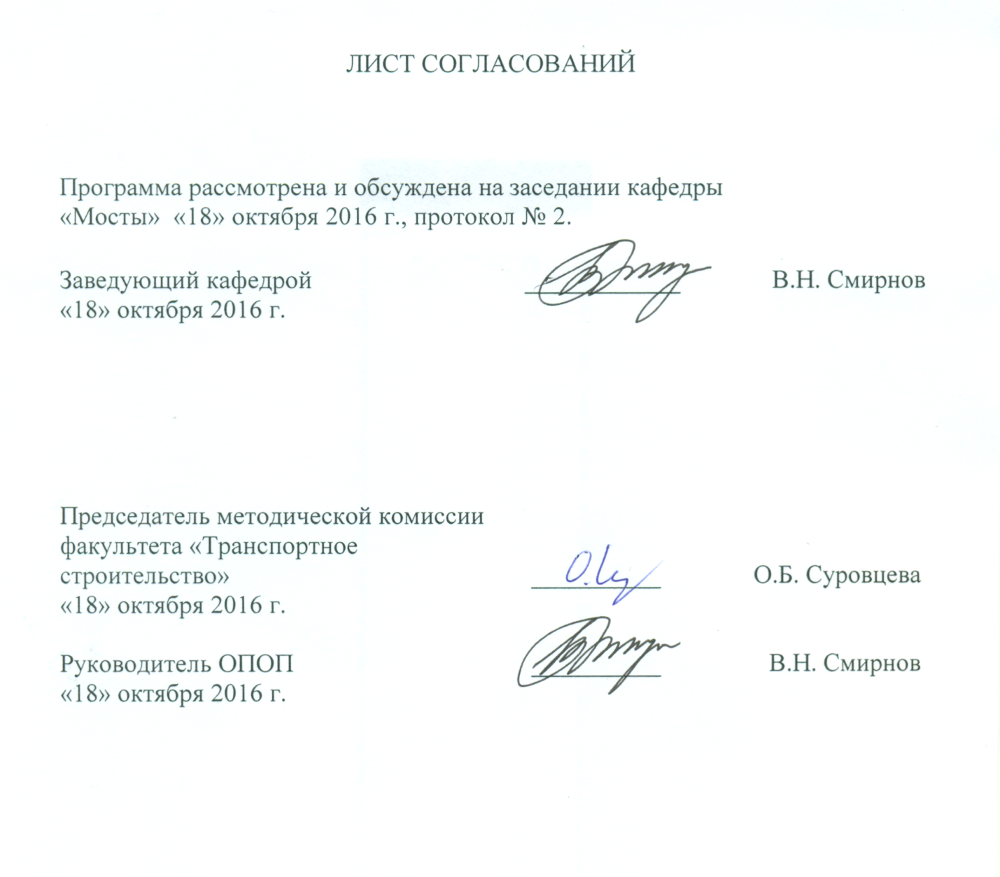 ЛИСТ СОГЛАСОВАНИЙ
Программа рассмотрена и обсуждена на заседании кафедры
«Мосты» «18» октября 2016 г., протокол № 2.
Заведующий кафедрой В.Н. Смирнов
«18» октября 2016 г.
Председатель методической комиссии
факультета «Транспортное
строительство» О.Б. Суровцева
«18» октября 2016 г.
Руководитель ОПОП В.Н. Смирнов
«18» октября 2016 г.